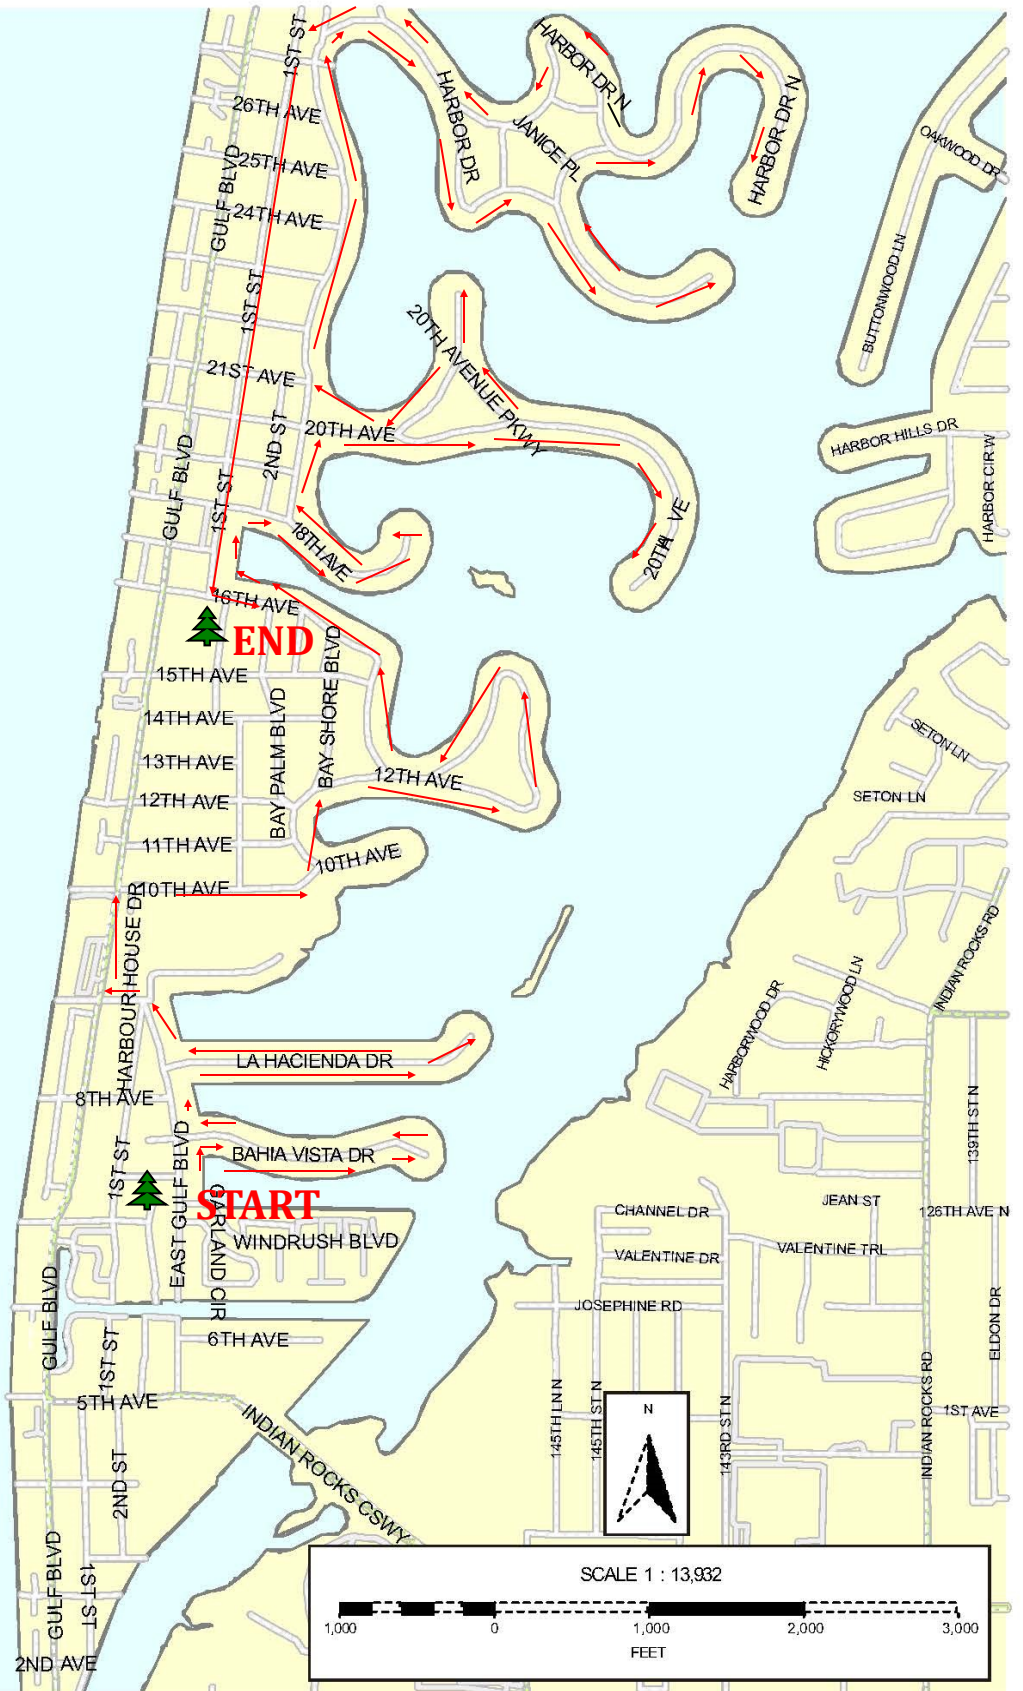 1ST ST
HARBOR DR N
HARBOR DR
JANICE PL
HARBOR DR N
26TH AVE
25TH AVE
GULF BLVD
24TH AVE
OAKWOOD DR
BUTTONWOOD LN
1ST ST
20TH AVENUE PKWY
21ST AVE
2ND ST
20TH AVE
HARBOR HILLS DR
HARBOR CIR W
GULF BLVD
1ST ST
18TH AVE
20TH AVE
16TH AVE
END
15TH AVE
BAY SHORE BLVD
BAY PALM BLVD
14TH AVE
13TH AVE
12TH AVE
12TH AVE
11TH AVE
10TH AVE
10TH AVE
SETON LN
SETON LN
HARBOUR HOUSE DR
INDIAN ROCKS RD
HICKORYWOOD LN
HARBORWOOD DR
LA HACIENDA DR
8TH AVE
139TH ST N
1ST ST
EAST GULF BLVD
BAHIA VISTA DR
START
GARLAND CIR
WINDRUSH BLVD
CHANNEL DR
JEAN ST
126TH AVE N
VALENTINE DR
VALENTINE TRL
JOSEPHINE RD
GULF BLVD
6TH AVE
ELDON DR
1ST ST
5TH AVE
INDIAN ROCKS CSWY
145TH LN N
145TH ST N
143RD ST N
INDIAN ROCKS RD
1ST AVE
N
2ND ST
GULF BLVD
1ST ST
2ND AVE
SCALE 1 : 13,932
1,000 0 1,000 2,000 3,000
FEET